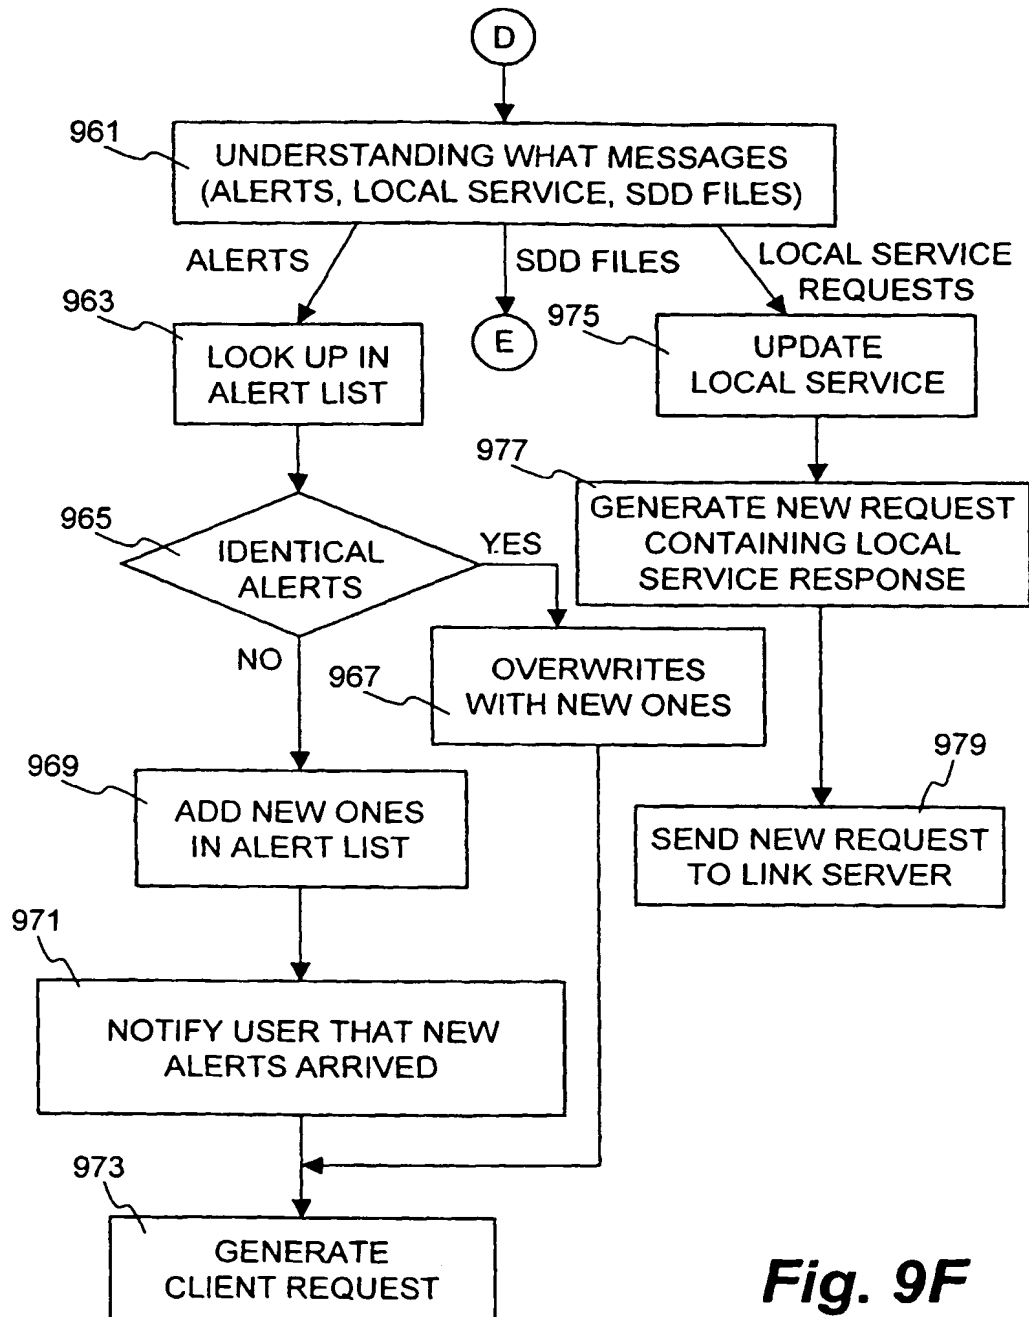 D
961
UNDERSTANDING WHAT MESSAGES
(ALERTS, LOCAL SERVICE, SDD FILES)
ALERTS
SDD FILES
LOCAL SERVICE
REQUESTS
963
LOOK UP IN
ALERT LIST
E
975
UPDATE
LOCAL SERVICE
977
GENERATE NEW REQUEST
CONTAINING LOCAL
SERVICE RESPONSE
965
IDENTICAL
ALERTS
YES
NO
967
OVERWRITES
WITH NEW ONES
969
ADD NEW ONES
IN ALERT LIST
979
SEND NEW REQUEST
TO LINK SERVER
971
NOTIFY USER THAT NEW
ALERTS ARRIVED
973
GENERATE
CLIENT REQUEST
Fig. 9F